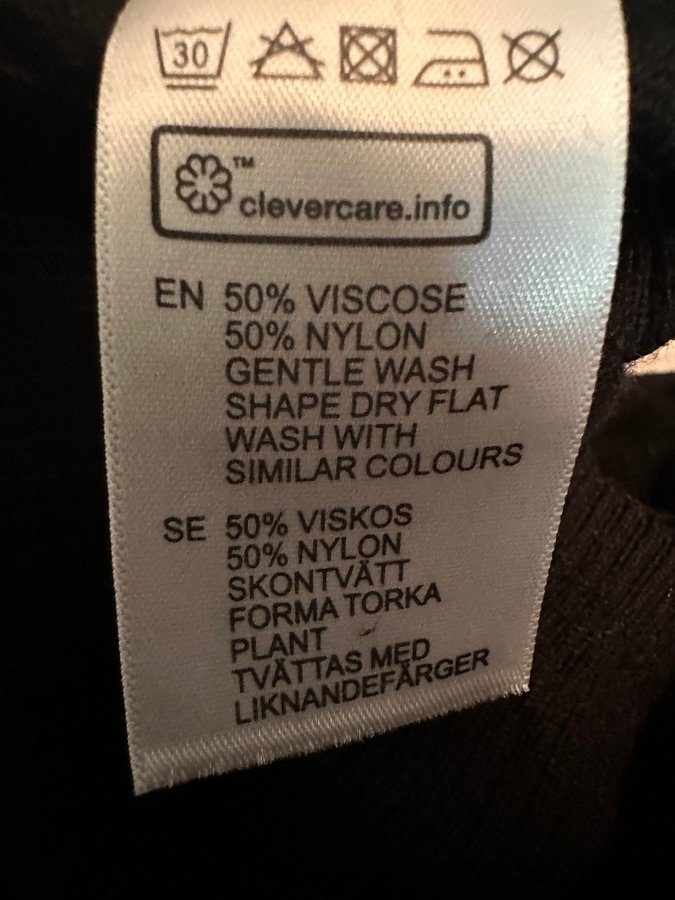 30
™
clevercare.info
EN 50% VISCOSE
50% NYLON
GENTLE WASH
SHAPE DRY FLAT
WASH WITH
SIMILAR COLOURS
SE 50% VISKOS
50% NYLON
SKONTVÄTT
FORMA TORKA
PLANT
TVÄTTAS MED
LIKNANDEFÄRGER